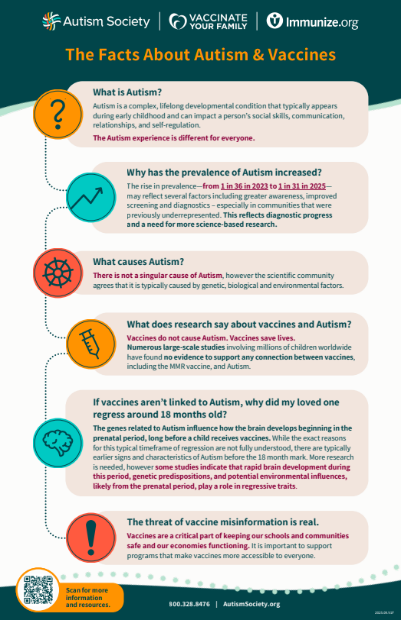 Autism Society
VACCINATE
YOUR FAMILY
Immunize.org
The Facts About Autism & Vaccines
What is Autism?
Autism is a complex, lifelong developmental condition that typically appears
during early childhood and can impact a person's social skills, communication,
relationships, and self-regulation.
The Autism experience is different for everyone.
Why has the prevalence of Autism increased?
The rise in prevalence—from 1 in 36 in 2023 to 1 in 31 in 2025—
may reflect several factors including greater awareness, improved
screening and diagnostics – especially in communities that were
previously underrepresented. This reflects diagnostic progress
and a need for more science-based research.
What causes Autism?
There is not a singular cause of Autism, however the scientific community
agrees that it is typically caused by genetic, biological and environmental factors.
What does research say about vaccines and Autism?
Vaccines do not cause Autism. Vaccines save lives.
Numerous large-scale studies involving millions of children worldwide
have found no evidence to support any connection between vaccines,
including the MMR vaccine, and Autism.
If vaccines aren't linked to Autism, why did my loved one
regress around 18 months old?
The genes related to Autism influence how the brain develops beginning in the
prenatal period, long before a child receives vaccines. While the exact reasons
for this typical timeframe of regression are not fully understood, there are typically
earlier signs and characteristics of Autism before the 18 month mark. More research
is needed, however some studies indicate that rapid brain development during
this period, genetic predispositions, and potential environmental influences,
likely from the prenatal period, play a role in regressive traits.
The threat of vaccine misinformation is real.
Vaccines are a critical part of keeping our schools and communities
safe and our economies functioning. It is important to support
programs that make vaccines more accessible to everyone.
Scan for more
information
and resources.
800.328.8476 | AutismSociety.org